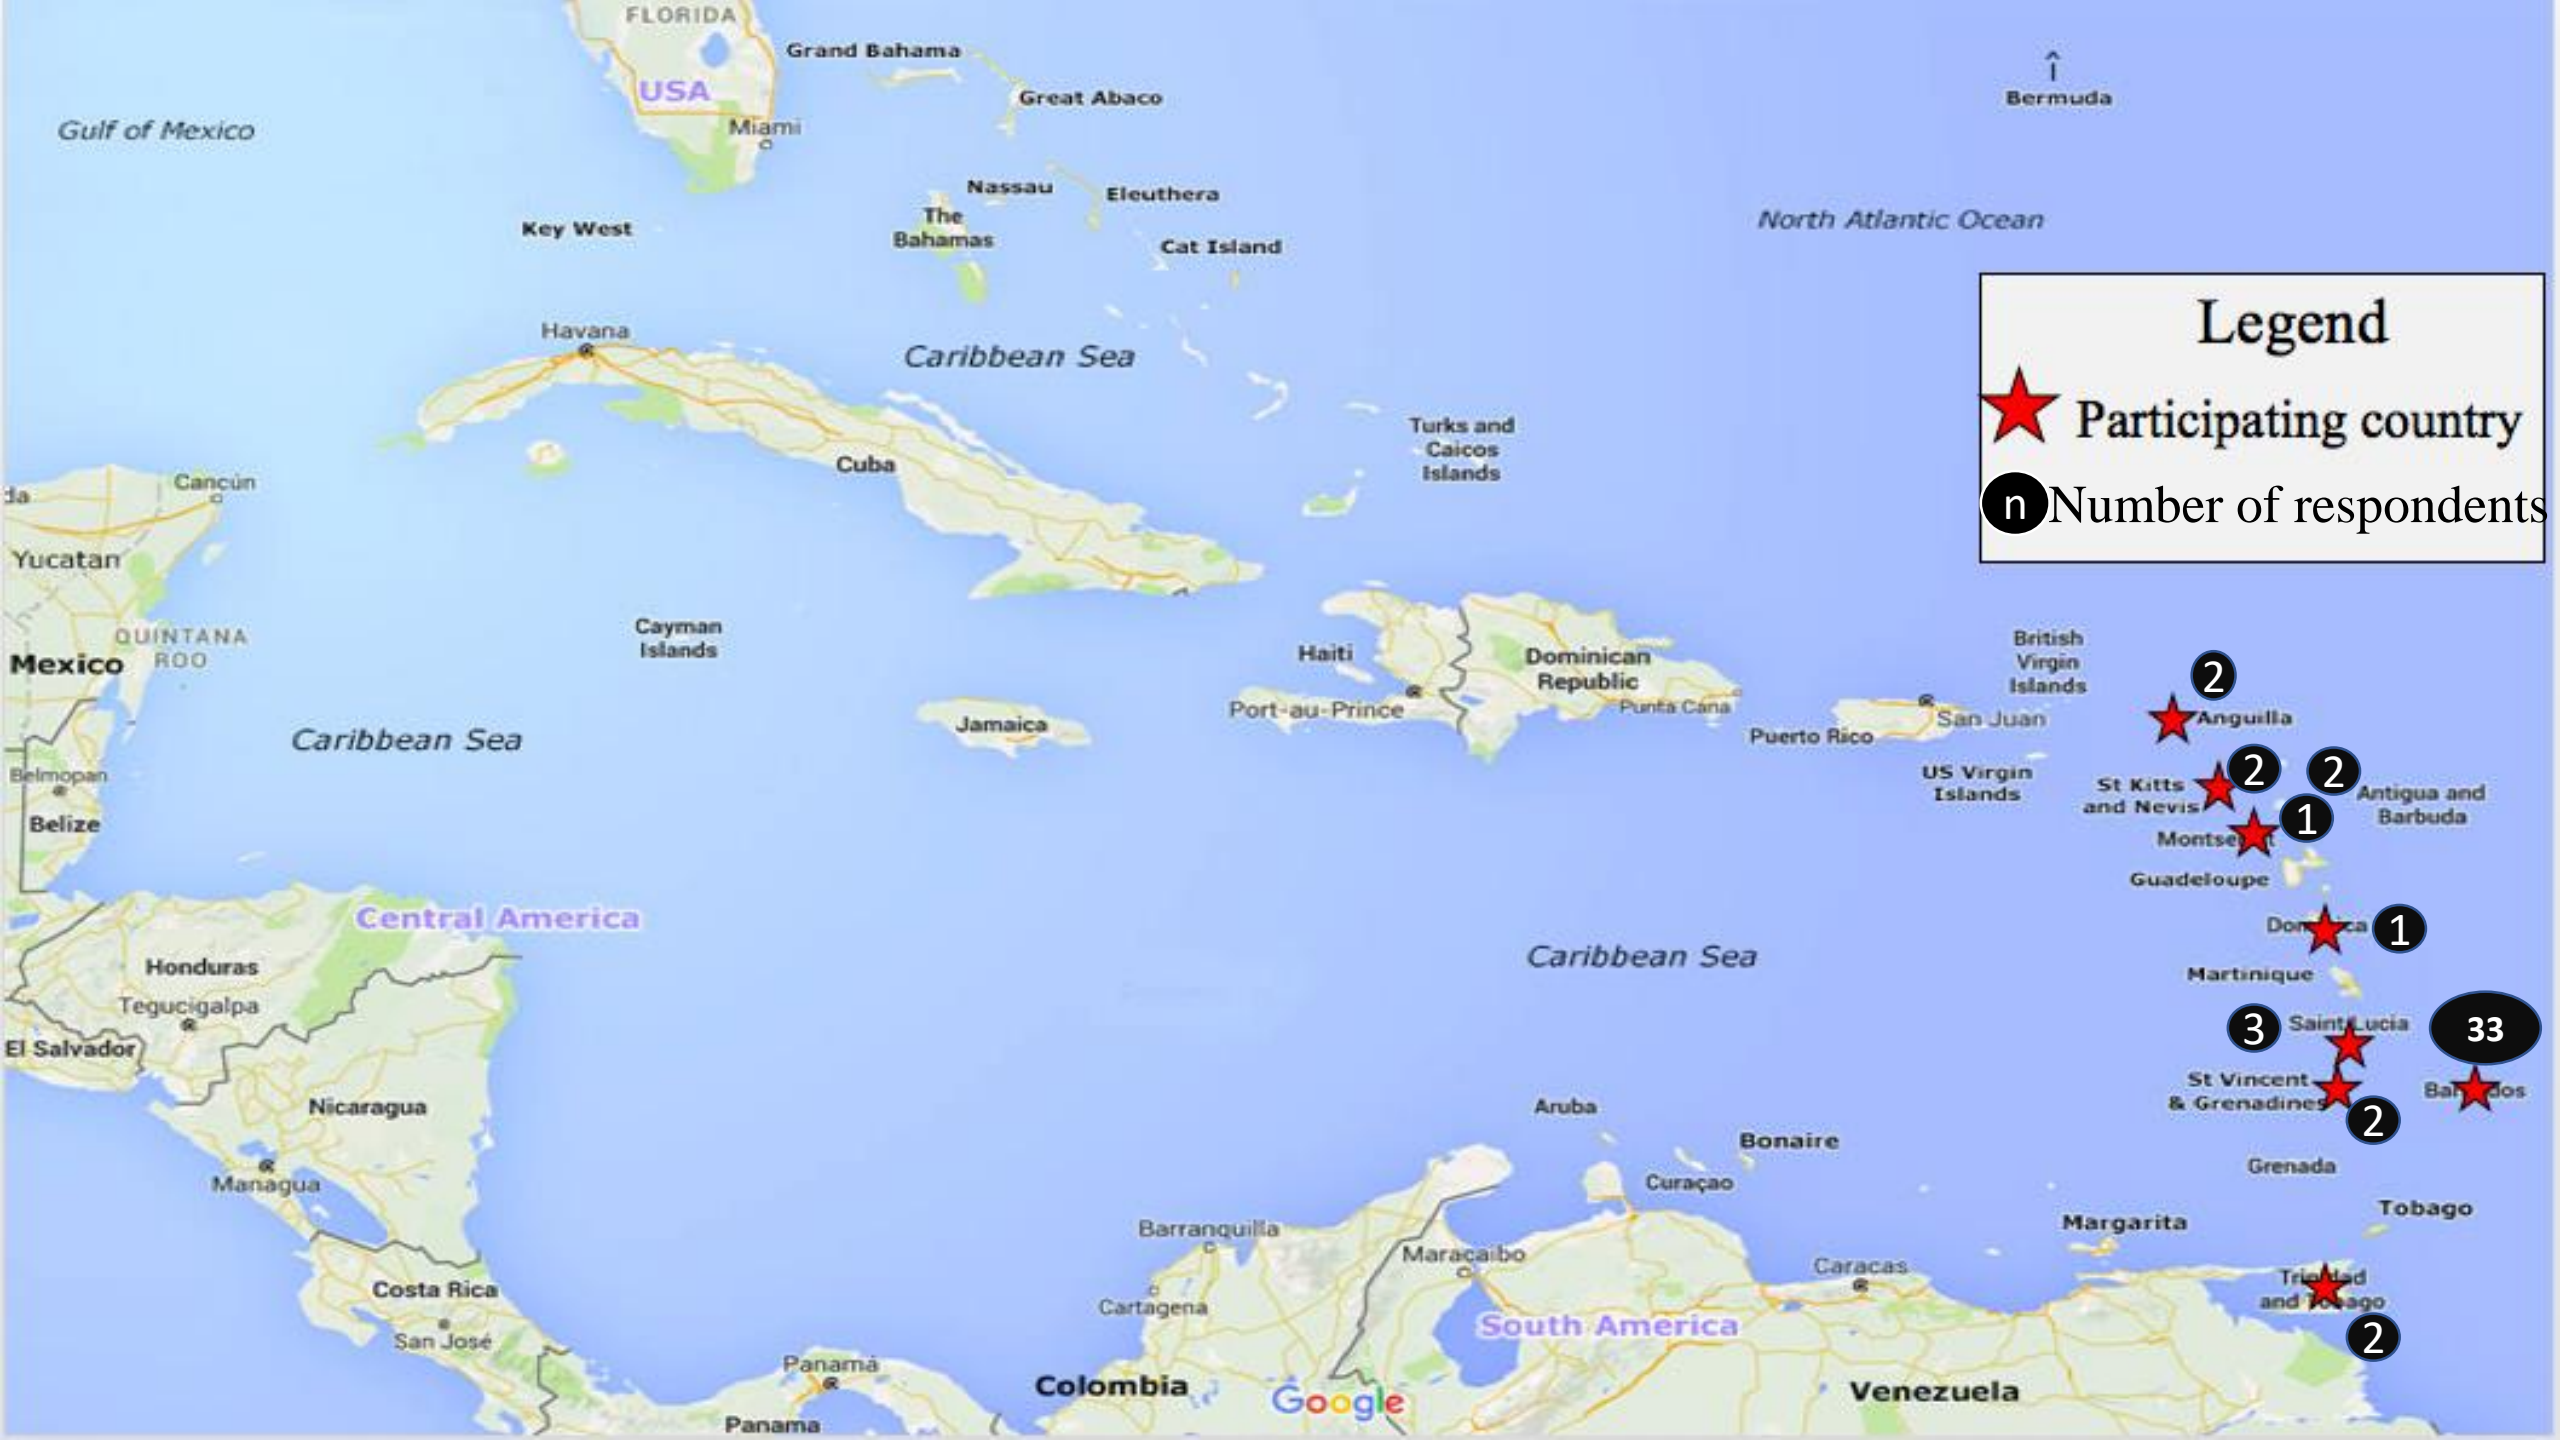 FLORIDA
Grand Bahama
USA
Great Abaco
Bermuda
Gulf of Mexico
Miami
Nassau
Eleuthera
The
Bahamas
Key West
Cat Island
North Atlantic Ocean
Legend
Participating country
n Number of respondents
Havana
Caribbean Sea
Turks and
Caicos
Islands
Cuba
Cancún
da
Yucatan
QUINTANA
ROO
Mexico
Cayman
Islands
Haiti
Dominican
Republic
Port-au-Prince
Punta Cana
Jamaica
Puerto Rico
San Juan
British
Virgin
Islands
US Virgin
Islands
2
Anguilla
St Kitts
and Nevis
2
2
Antigua and
Barbuda
1
Guadeloupe
Caribbean Sea
Belmopan
Belize
Central America
Honduras
Tegucigalpa
El Salvador
Nicaragua
Managua
Caribbean Sea
1
Martinique
3
Saint Lucia
33
St Vincent
& Grenadines
2
Aruba
Bonaire
Curaçao
Grenada
Tobago
Margarita
Barranquilla
Maracaibo
Caracas
Cartagena
Trinidad
and Tobago
2
South America
Costa Rica
San José
Panamá
Panama
Colombia
Google
Venezuela